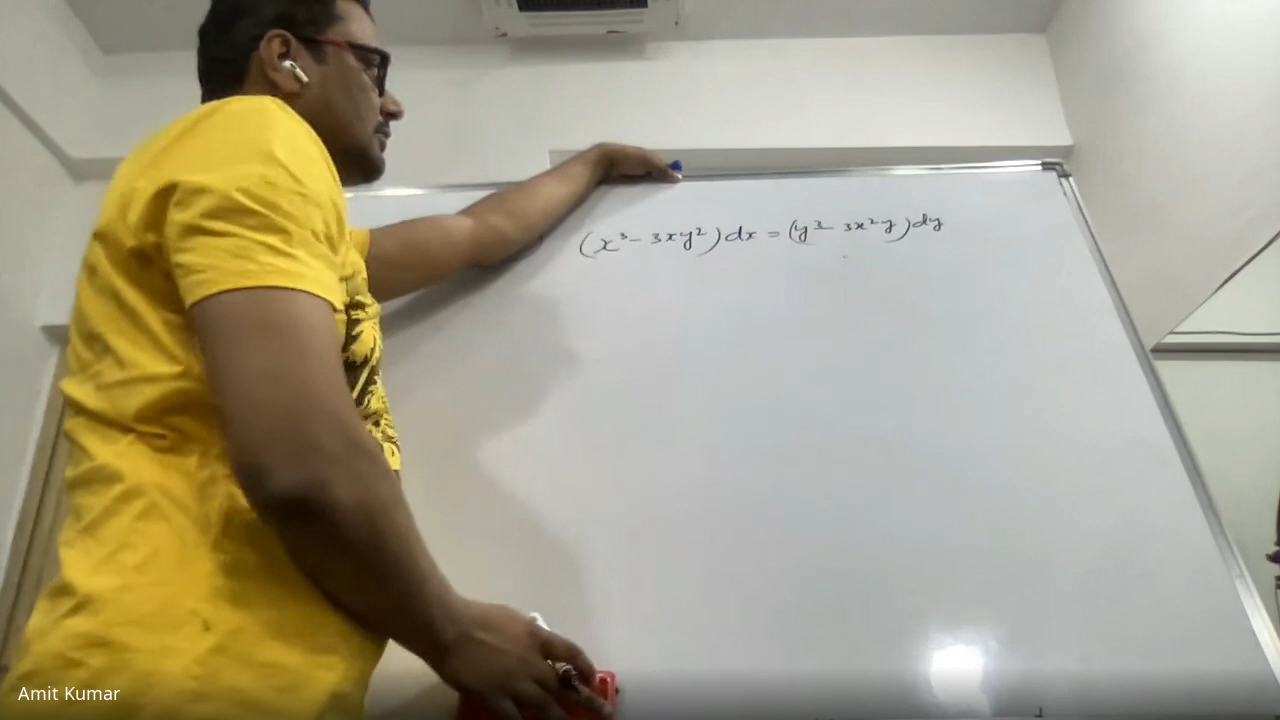 (x³ - 3xy²) dx = (y³ - 3x²y) dy
Amit Kumar